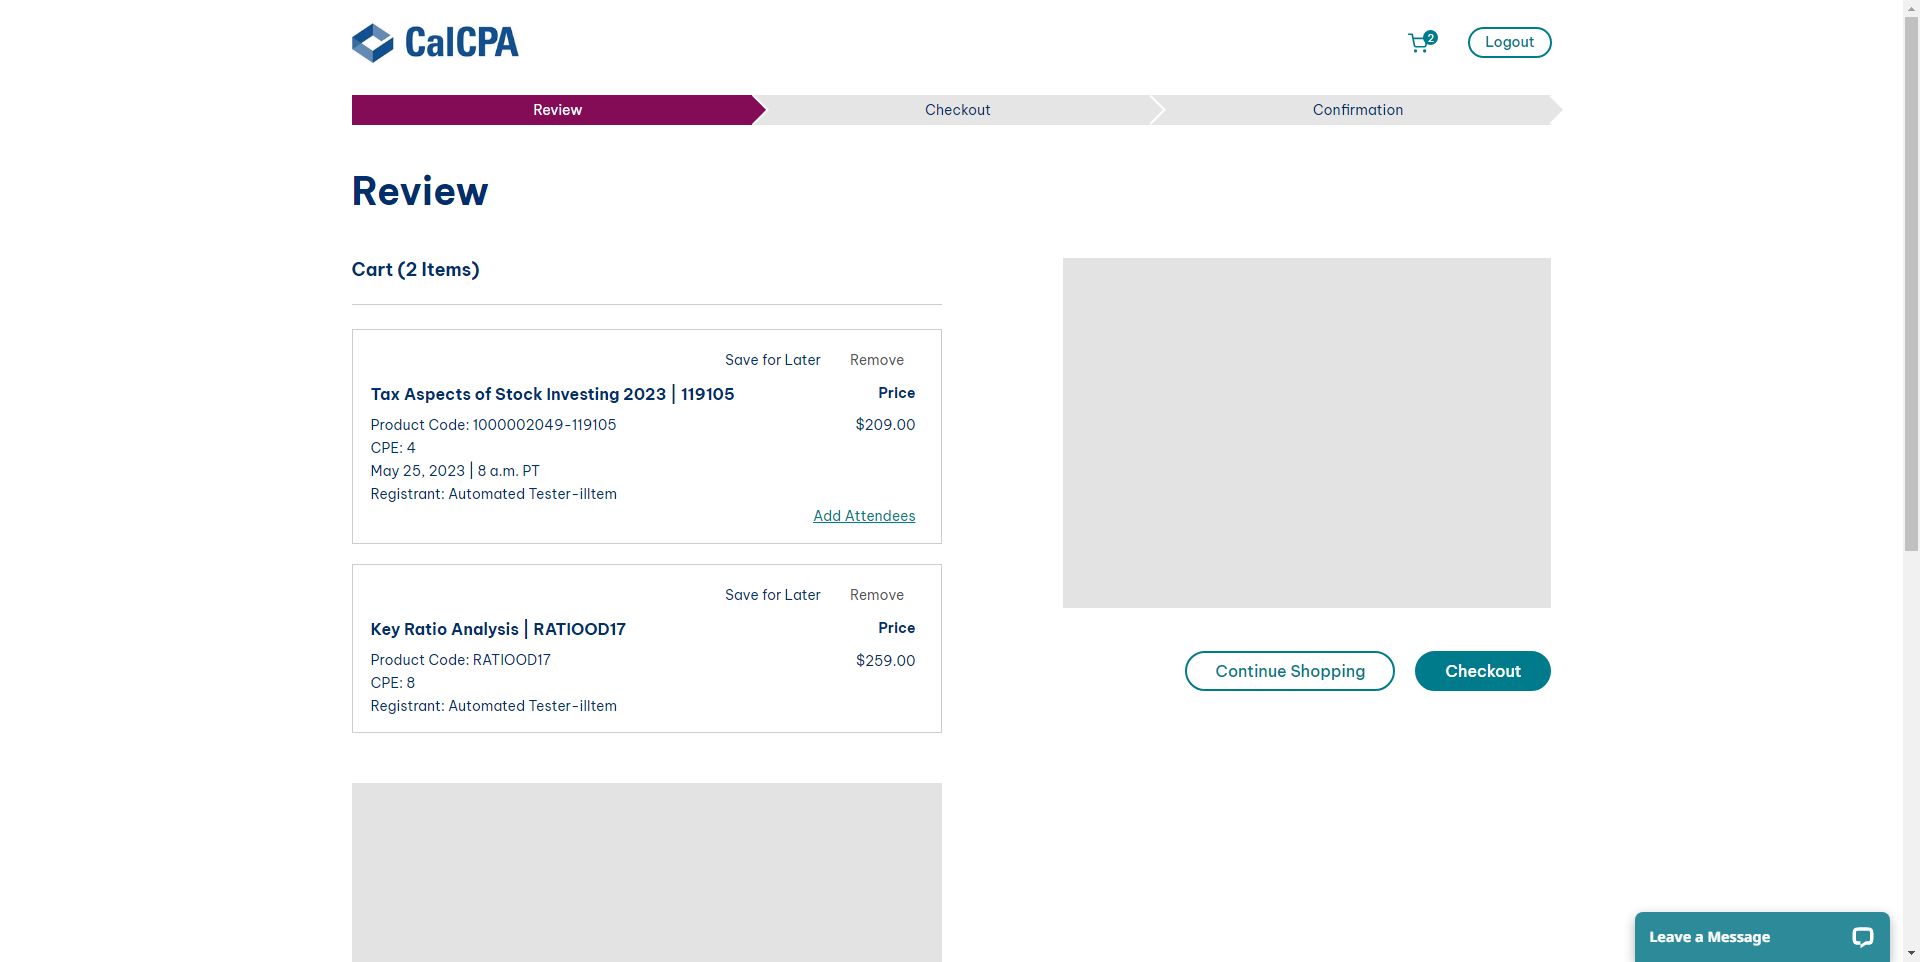 CalCPA
2
Logout
Review
Checkout
Confirmation
Review
Cart (2 Items)
Save for Later
Remove
Tax Aspects of Stock Investing 2023 | 119105
Price
Product Code: 1000002049-119105
$209.00
CPE: 4
May 25, 2023 | 8 a.m. PT
Registrant: Automated Tester-illtem
Add Attendees
Save for Later
Remove
Key Ratio Analysis | RATIOOD17
Price
Product Code: RATIOOD17
$259.00
CPE: 8
Registrant: Automated Tester-illtem
Continue Shopping
Checkout
Leave a Message